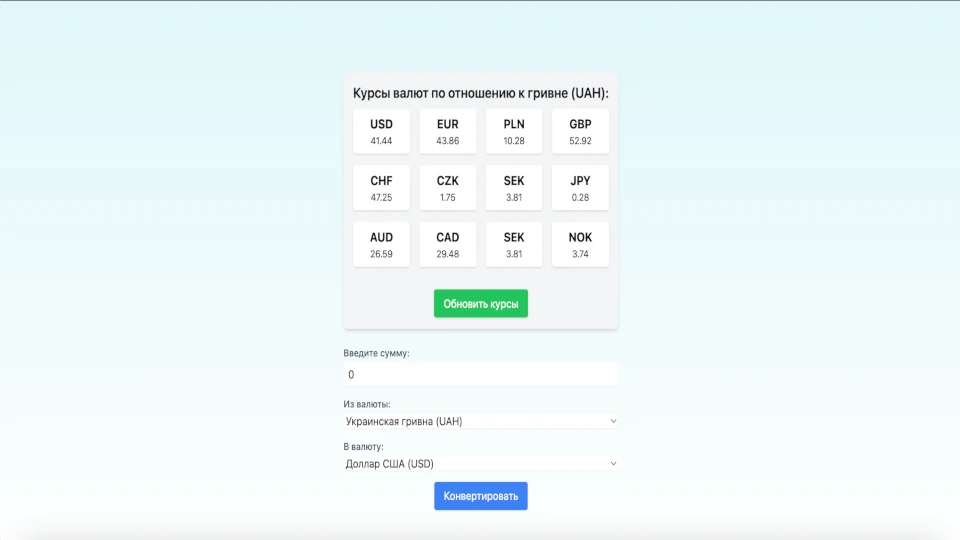 Курсы валют по отношению к гривне (UAH):
USD EUR PLN GBP
41.44 43.86 10.28 52.92
CHF CZK SEK JPY
47.25 1.75 3.81 0.28
AUD CAD SEK NOK
26.59 29.48 3.81 3.74
Обновить курсы
Введите сумму:
0
Из валюты:
Украинская гривна (UAH)
В валюту:
Доллар США (USD)
Конвертировать